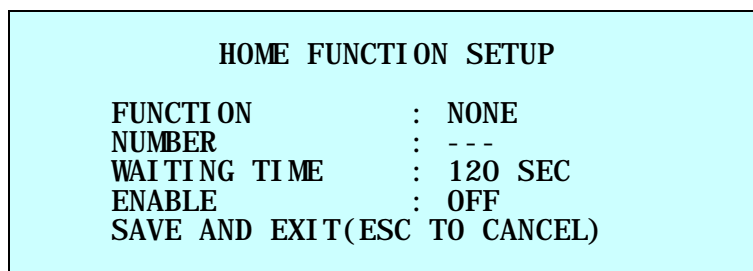 HOME FUNCTION SETUP
FUNCTION : NONE
NUMBER : ---
WAITING TIME : 120 SEC
ENABLE : OFF
SAVE AND EXIT(ESC TO CANCEL)